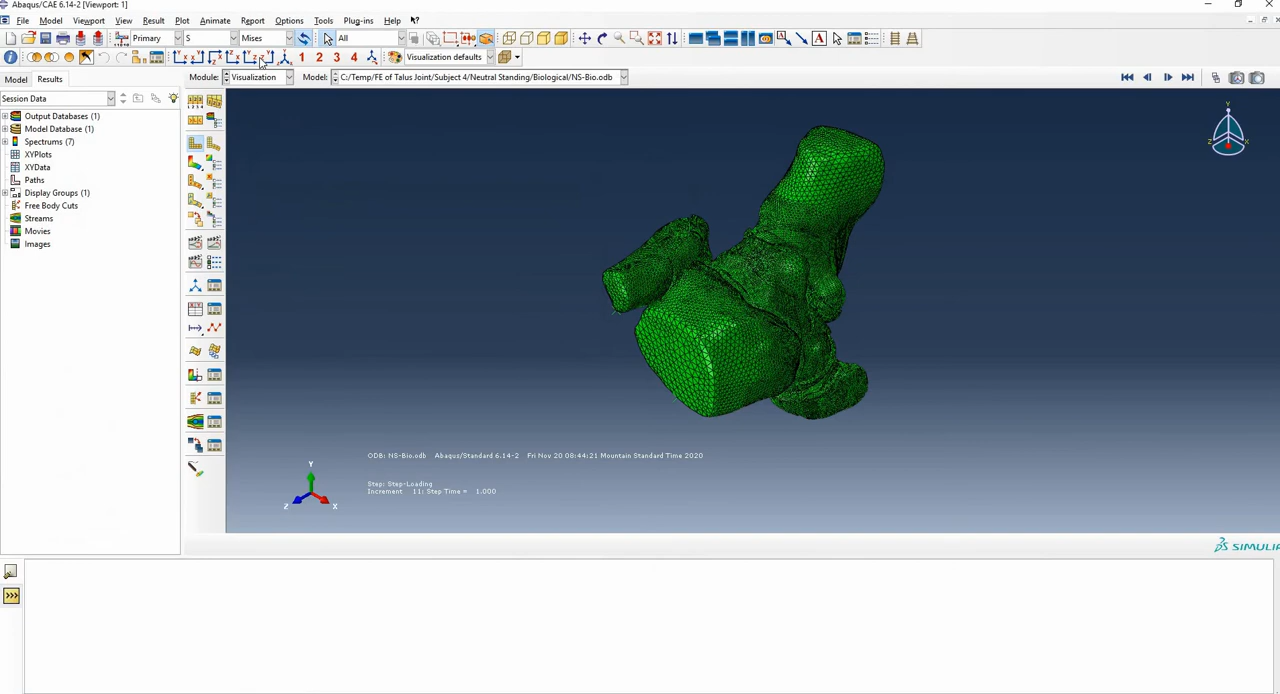 Abaqus/CAE 6.14-2 [Viewport: 1]
File Model Viewport View Result Plot Animate Report Options Tools Plug-ins Help
Primary S Mises All
1 2 3 4 Visualization defaults
Model Results Module: Visualization Model: C:/Temp/FE of Talus Joint/Subject 4/Neutral Standing/Biological/NS-Bio.odb
Session Data
Output Databases (1)
Model Database (1)
Spectrums (7)
XYPlots
XYData
Paths
Display Groups (1)
Free Body Cuts
Streams
Movies
Images
Y
Z X
ODB: NS-Bio.odb Abaqus/Standard 6.14-2 Fri Nov 20 08:44:21 Mountain Standard Time 2020
Step: Step-Loading
Increment 11: Step Time = 1.000
Y
Z X
SIMULIA
>>>